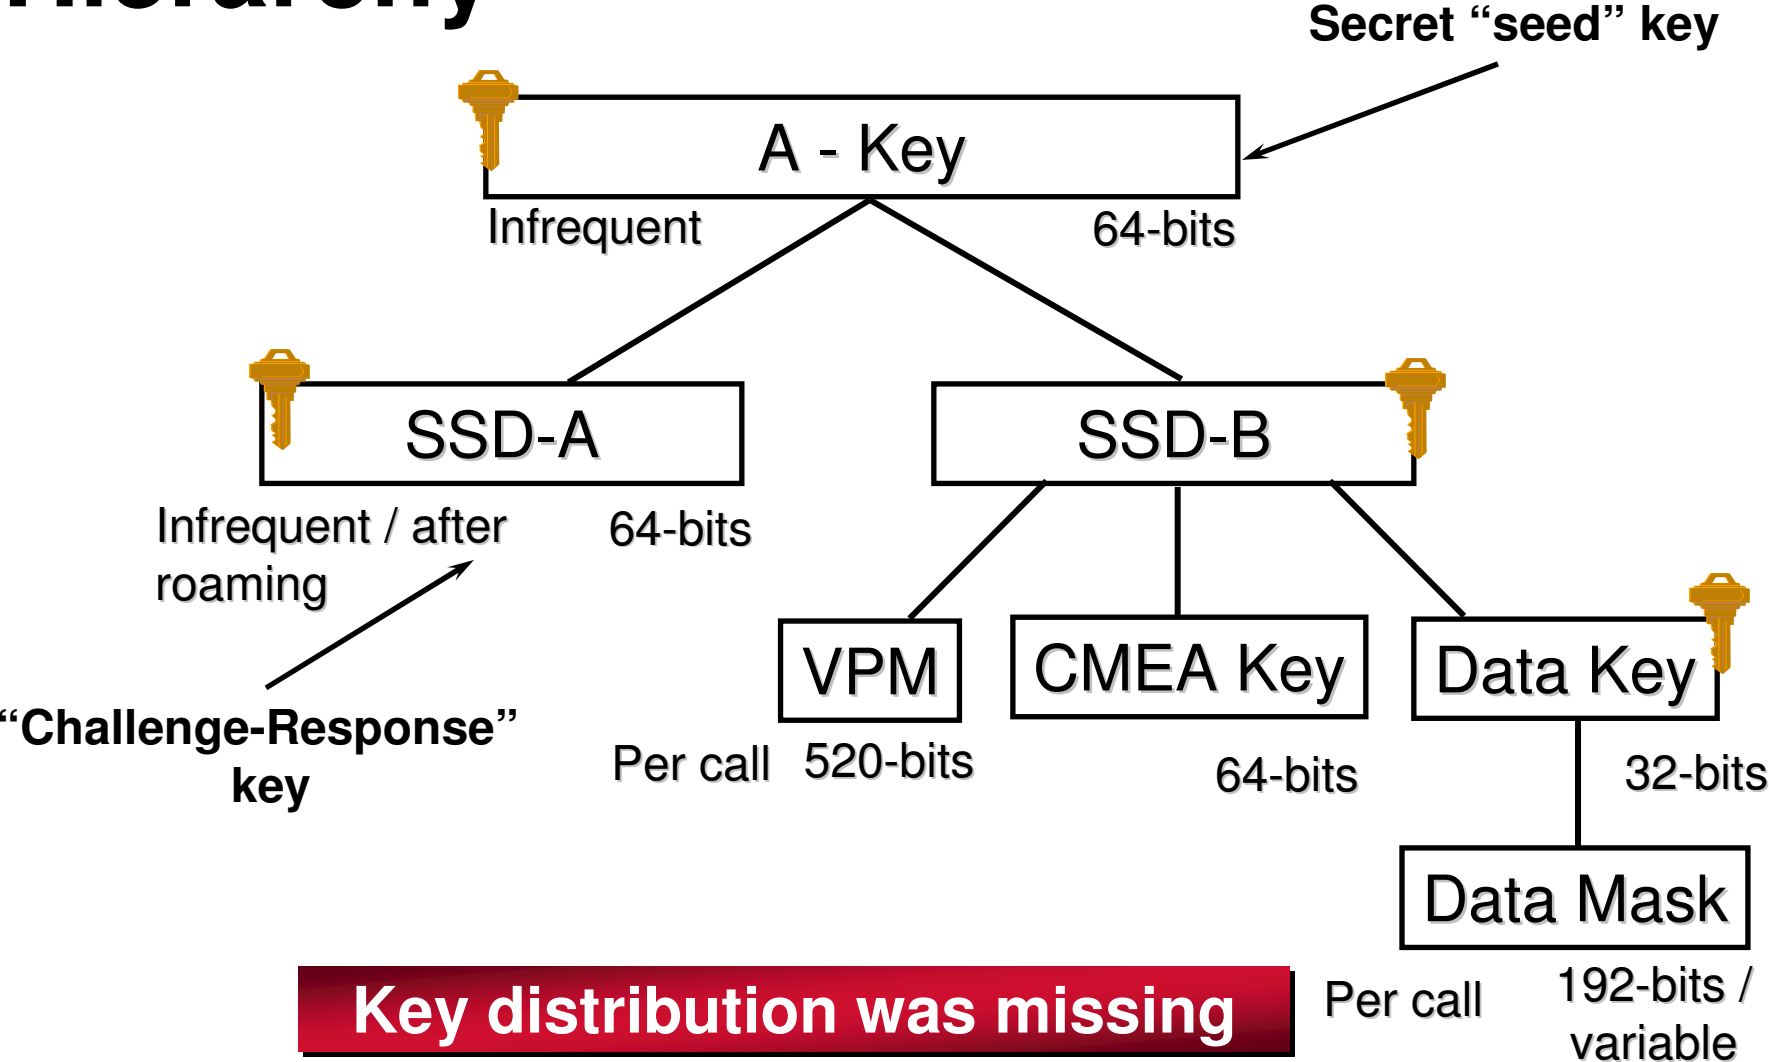 Hierarchy
Secret “seed” key
A - Key
Infrequent
64-bits
SSD-A
SSD-B
Infrequent / after
roaming
64-bits
VPM
CMEA Key
Data Key
“Challenge-Response”
key
Per call
520-bits
64-bits
32-bits
Data Mask
Key distribution was missing
Per call
192-bits /
variable